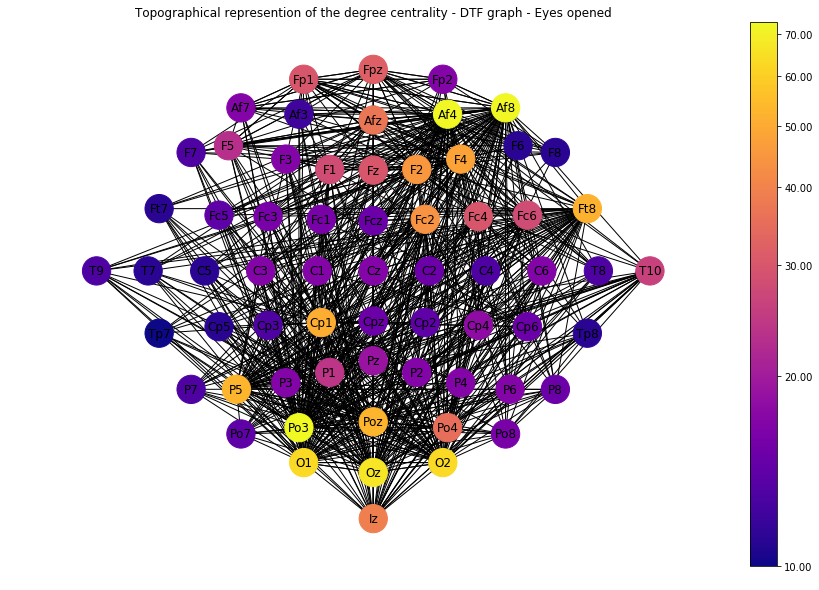 Topographical represention of the degree centrality - DTF graph - Eyes opened
Fp1 Fpz Fp2
Af7 Af3 Afz Af4 Af8
F7 F5 F3 F1 Fz F2 F4 F6 F8
Ft7 Fc5 Fc3 Fc1 Fcz Fc2 Fc4 Fc6 Ft8
T9 T7 C5 C3 C1 Cz C2 C4 C6 T8 T10
Tp7 Cp5 Cp3 Cp1 Cpz Cp2 Cp4 Cp6 Tp8
P7 P5 P3 P1 Pz P2 P4 P6 P8
Po7 Po3 Poz Po4 Po8
O1 Oz O2
Iz
70.00
60.00
50.00
40.00
30.00
20.00
10.00